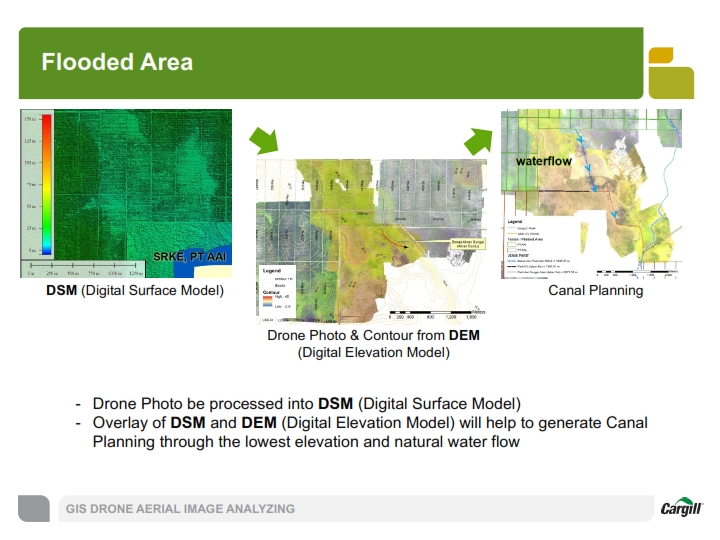 Flooded Area
SRKE, PT AAI
DSM (Digital Surface Model)
Legend
Contour
Drone Photo & Contour from DEM
(Digital Elevation Model)
waterflow
Legend
Canal Planning
- Drone Photo be processed into DSM (Digital Surface Model)
- Overlay of DSM and DEM (Digital Elevation Model) will help to generate Canal
Planning through the lowest elevation and natural water flow
GIS DRONE AERIAL IMAGE ANALYZING
Cargill